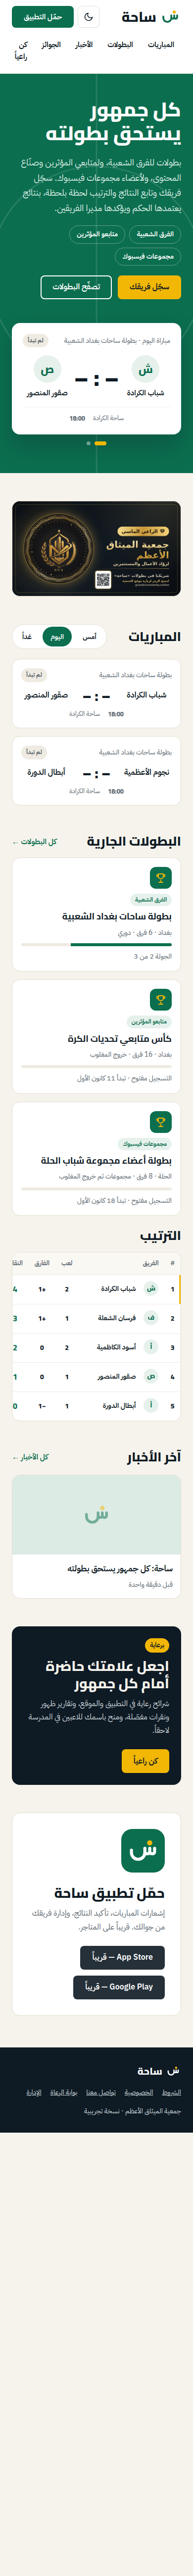 ساحة
حمّل التطبيق
المباريات
البطولات
الأخبار
الجوائز
كن راعياً
كل جمهور
يستحق بطولته
بطولات للفرق الشعبية، ولمتابعي المؤثرين وصنّاع
المحتوى، ولأعضاء مجموعات فيسبوك. سجّل
فريقك، وتابع النتائج والترتيب لحظة بلحظة، بنتائج
يعتمدها الحكم ويؤكدها مديرا الفريقين.
الفرق الشعبية
متابعو المؤثرين
مجموعات فيسبوك
سجّل فريقك
تصفّح البطولات
مباراة اليوم · بطولة ساحات بغداد الشعبية
لم تبدأ
ش
– : –
ص
شباب الكرادة
صقور المنصور
ساحة الكرادة
18:00
الراعي الماسي
جمعية الميثاق
الأعظم
لروّاد الأعمال والمستثمرين
المباريات
أمس
اليوم
غداً
بطولة ساحات بغداد الشعبية
لم تبدأ
شباب الكرادة
– : –
صقور المنصور
18:00
ساحة الكرادة
بطولة ساحات بغداد الشعبية
لم تبدأ
نجوم الأعظمية
– : –
أبطال الدورة
18:00
ساحة الكرادة
البطولات الجارية
كل البطولات ←
الفرق الشعبية
بطولة ساحات بغداد الشعبية
بغداد · 6 فرق · دوري
الجولة 2 من 3
متابعو المؤثرين
كأس متابعي تحديات الكرة
بغداد · 16 فرق · خروج المغلوب
التسجيل مفتوح · تبدأ 11 كانون الأول
مجموعات فيسبوك
بطولة أعضاء مجموعة شباب الحلة
الحلة · 8 فرق · مجموعات ثم خروج المغلوب
التسجيل مفتوح · تبدأ 18 كانون الأول
الترتيب
# الفريق لعب الفارق النقا
1 ش شباب الكرادة 2 +1 4
2 ف فرسان الشعلة 1 +1 3
3 أ أسود الكاظمية 2 0 2
4 ص صقور المنصور 1 0 1
5 أ أبطال الدورة 1 −1 0
آخر الأخبار
كل الأخبار ←
ساحة: كل جمهور يستحق بطولته
قبل دقيقة واحدة
برعاية
اجعل علامتك حاضرة
أمام كل جمهور
شرائح رعاية في التطبيق والموقع، وتقارير ظهور
ونقرات مفصّلة، ومنح باسمك للاعبين في المدرسة
لاحقاً.
كن راعياً
حمّل تطبيق ساحة
إشعارات المباريات، تأكيد النتائج، وإدارة فريقك
من جوالك. قريباً على المتاجر.
App Store — قريباً
Google Play — قريباً
ساحة
الشروط
الخصوصية
تواصل معنا
بوابة الرعاة
الإدارة
جمعية الميثاق الأعظم · نسخة تجريبية